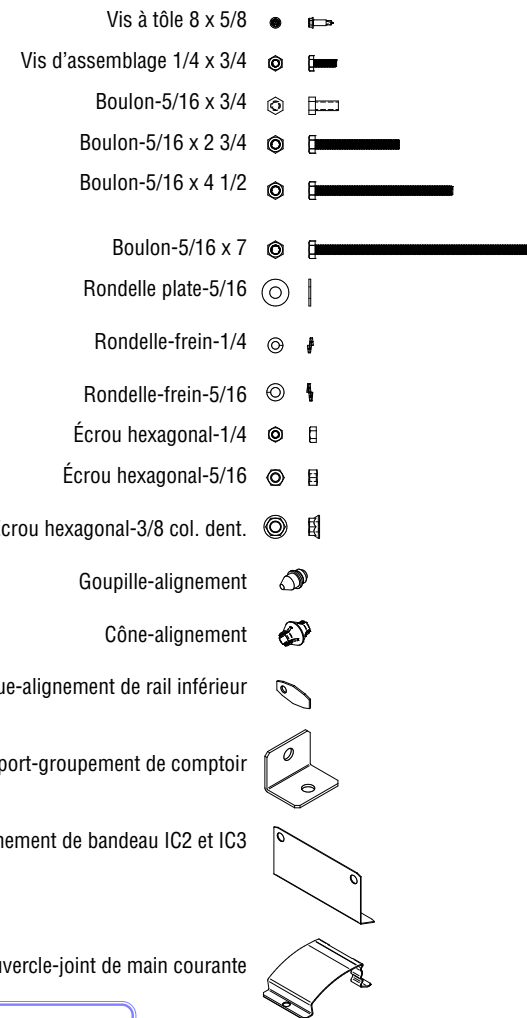 Vis à tôle 8 x 5/8
Vis d’assemblage 1/4 x 3/4
Boulon-5/16 x 3/4
Boulon-5/16 x 2 3/4
Boulon-5/16 x 4 1/2
Boulon-5/16 x 7
Rondelle plate-5/16
Rondelle-frein-1/4
Rondelle-frein-5/16
Écrou hexagonal-1/4
Écrou hexagonal-5/16
crou hexagonal-3/8 col. dent.
Goupille-alignement
Cône-alignement
ue-alignement de rail inférieur
port-groupement de comptoir
nement de bandeau IC2 et IC3
vercle-joint de main courante